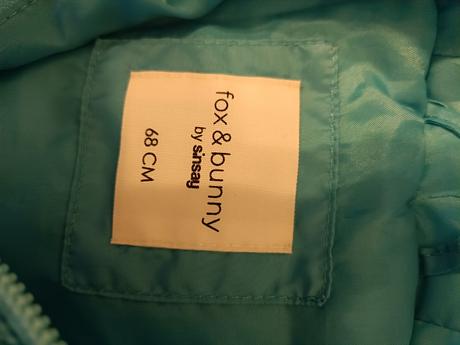 fox & bunny
by sinsay
68 CM